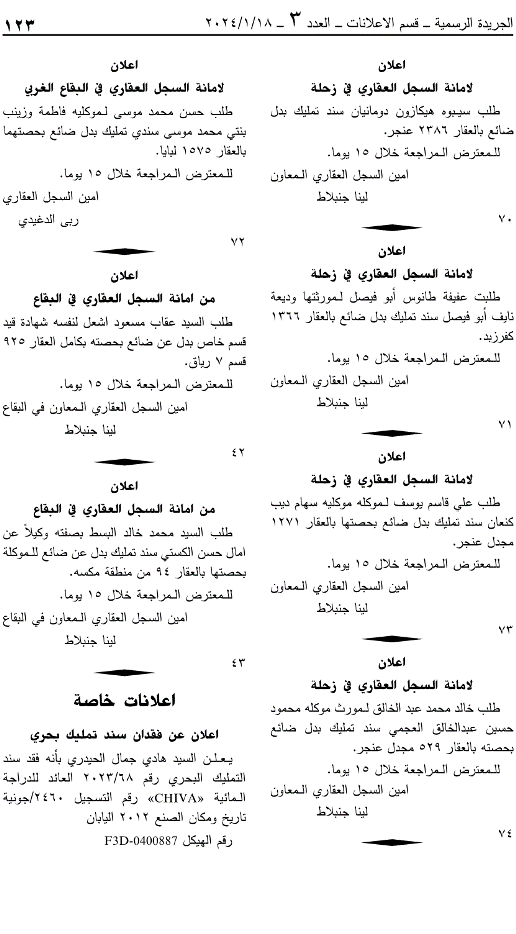 الجريدة الرسمية – قسم الاعلانات – العدد ٣ – ٢٠٢٤/١/١٨
١٢٣
اعلان
لامانة السجل العقاري في زحلة
طلب سيبوه هيكازون دومانيان سند تمليك بدل
ضائع بالعقار ٢٣٨٦ عنجر.
للمعترض المراجعة خلال ١٥ يوما.
امين السجل العقاري المعاون
لينا جنبلاط
٧٠
اعلان
لامانة السجل العقاري في زحلة
طلبت عفيفة طانوس أبو فيصل لمورثتها وديعة
نايف أبو فيصل سند تمليك بدل ضائع بالعقار ١٣٦٦
كفرزبد.
للمعترض المراجعة خلال ١٥ يوما.
امين السجل العقاري المعاون
لينا جنبلاط
٧١
اعلان
لامانة السجل العقاري في زحلة
طلب علي قاسم يوسف لموكله موكليه سهام ديب
كنعان سند تمليك بدل ضائع بحصتها بالعقار ١٢٧١
مجدل عنجر.
للمعترض المراجعة خلال ١٥ يوما.
امين السجل العقاري المعاون
لينا جنبلاط
٧٣
اعلان
لامانة السجل العقاري في زحلة
طلب خالد محمد عبد الخالق لمورث موكله محمود
حسين عبدالخالق العجمي سند تمليك بدل ضائع
بحصته بالعقار ٥٢٩ مجدل عنجر.
للمعترض المراجعة خلال ١٥ يوما.
امين السجل العقاري المعاون
لينا جنبلاط
٧٤
اعلان
لامانة السجل العقاري في البقاع الغربي
طلب حسن محمد موسى لموكليه فاطمة وزينب
بنتي محمد موسى سندي تمليك بدل ضائع بحصتهما
بالعقار ١٥٧٥ لبايا.
للمعترض المراجعة خلال ١٥ يوما.
امين السجل العقاري
ربى الدغيدي
٧٢
اعلان
من امانة السجل العقاري في البقاع
طلب السيد عقاب مسعود اشعل لنفسه شهادة قيد
قسم خاص بدل عن ضائع بحصته بكامل العقار ٩٢٥
قسم ٧ رياق.
للمعترض المراجعة خلال ١٥ يوما.
امين السجل العقاري المعاون في البقاع
لينا جنبلاط
٤٢
اعلان
من امانة السجل العقاري في البقاع
طلب السيد محمد خالد البسط بصفته وكيلاً عن
امال حسن الكستي سند تمليك بدل عن ضائع للموكلة
بحصتها بالعقار ٩٤ من منطقة مكسه.
للمعترض المراجعة خلال ١٥ يوما.
امين السجل العقاري المعاون في البقاع
لينا جنبلاط
٤٣
اعلانات خاصة
اعلان عن فقدان سند تمليك بحري
يعلن السيد هادي جمال الحيدري بأنه فقد سند
التمليك البحري رقم ٢٠٢٣/٦٨ العائد للدراجة
المائية «CHIVA» رقم التسجيل ٢٤٦٠/جونية
تاريخ ومكان الصنع ٢٠١٢ اليابان
رقم الهيكل F3D-0400887